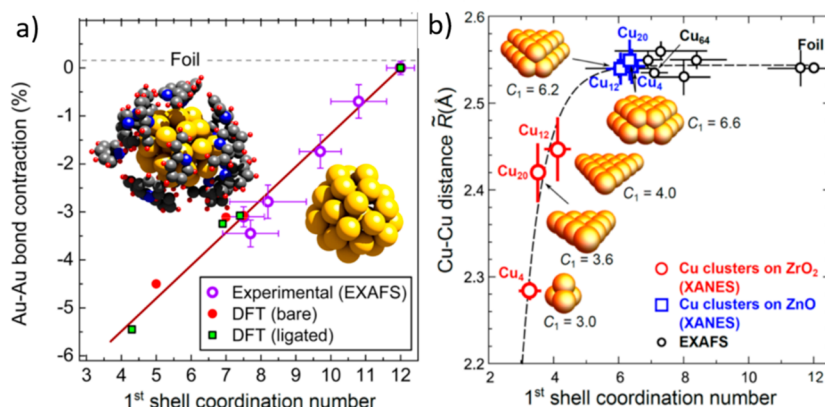 a)
Au-Au bond contraction (%)
0
-1
-2
-3
-4
-5
-6
Foil
Experimental (EXAFS)
DFT (bare)
DFT (ligated)
3 4 5 6 7 8 9 10 11 12
1st shell coordination number
b)
Cu-Cu distance R̃(Å)
2.6
2.5
2.4
2.3
2.2
Cu20
Cu64
Foil
Cu12
Cu4
C1 = 6.2
C1 = 6.6
Cu12
Cu20
C1 = 4.0
C1 = 3.6
Cu4
C1 = 3.0
Cu clusters on ZrO2
(XANES)
Cu clusters on ZnO
(XANES)
EXAFS
2 4 6 8 10 12
1st shell coordination number